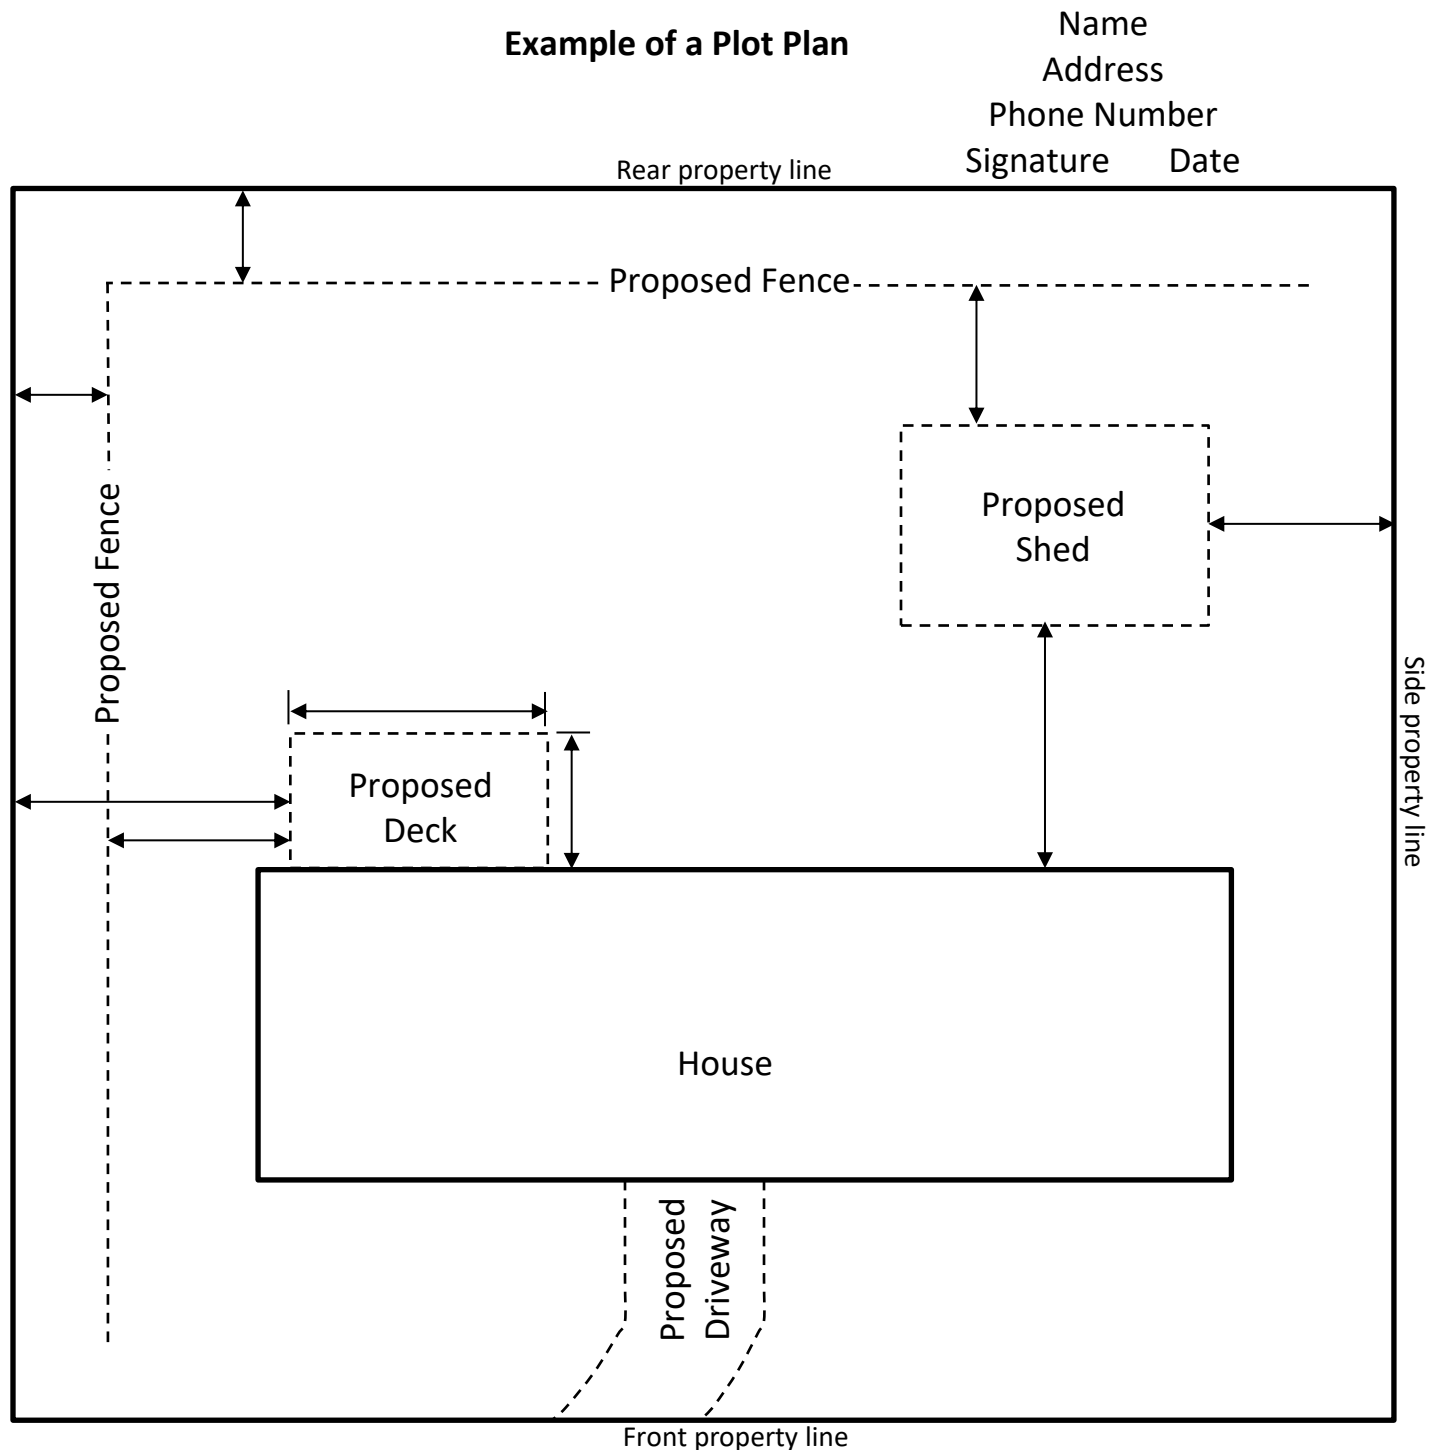 Example of a Plot Plan
Name
Address
Phone Number
Signature Date
Rear property line
Proposed Fence
Proposed Fence
Proposed
Shed
Side property line
Proposed
Deck
House
Proposed
Driveway
Front property line